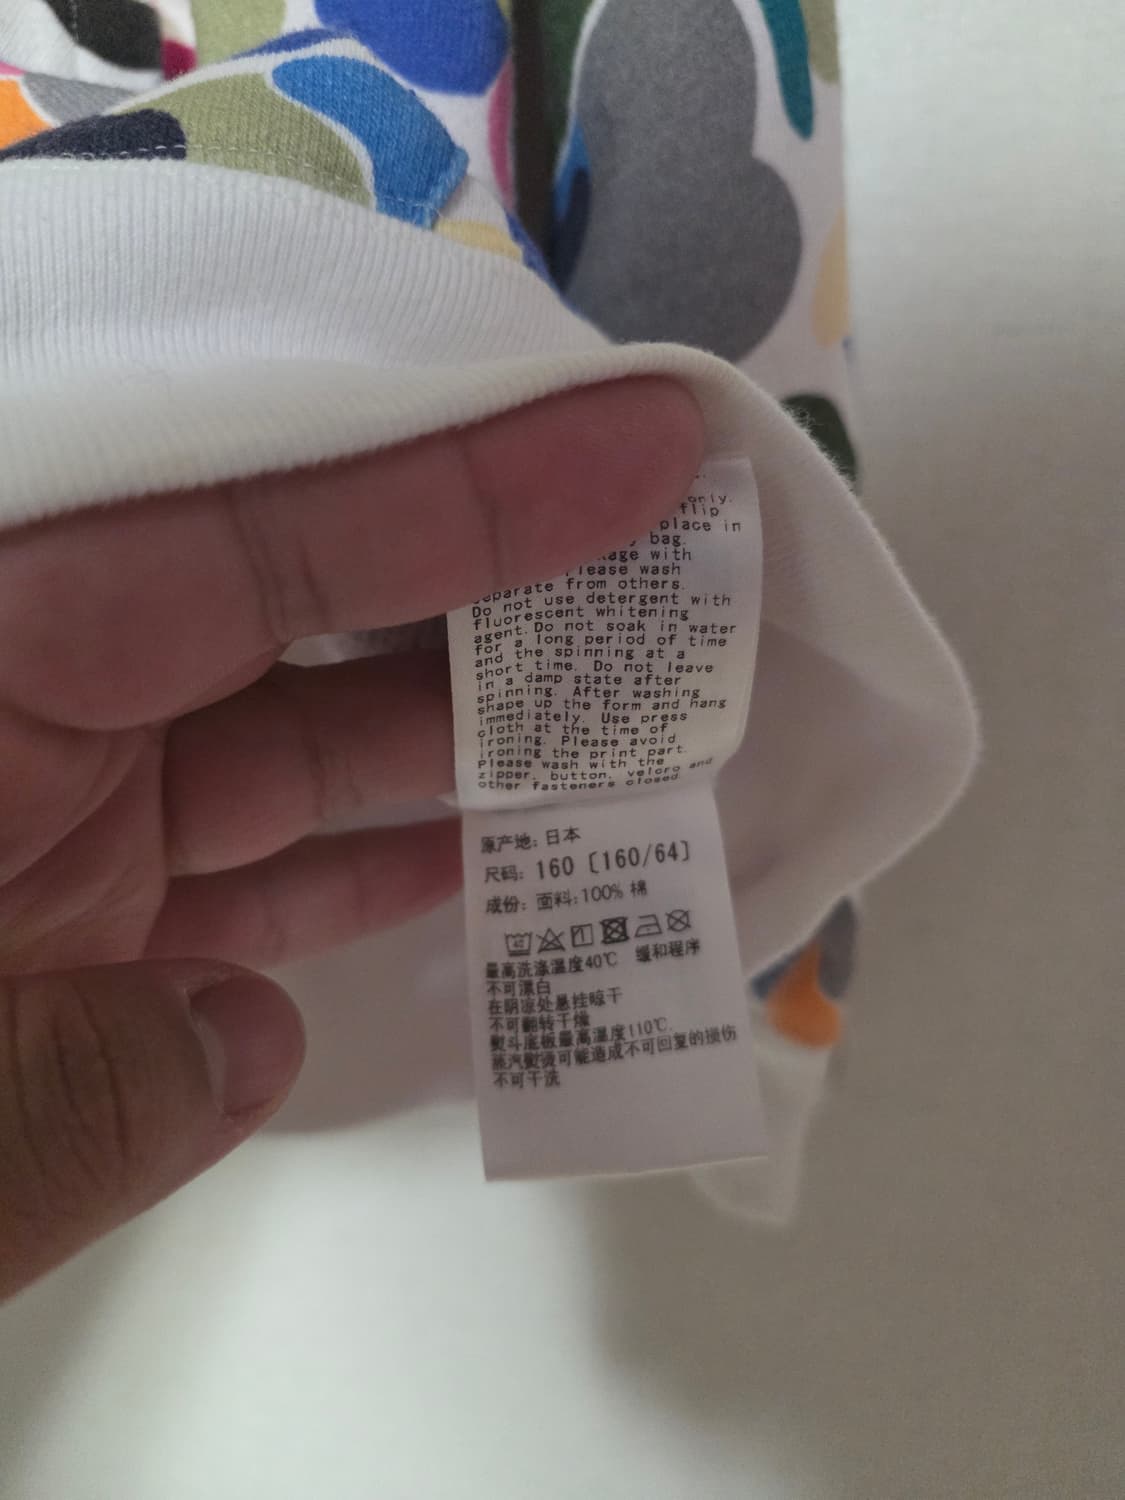 only.
flip
place in
bag.
with
lease wash
separate from others.
Do not use detergent with
fluorescent whitening
agent. Do not soak in water
for a long period of time
and the spinning at a
short time. Do not leave
in a damp state after
spinning. After washing
shape up the form and hang
immediately. Use press
cloth at the time of
ironing. Please avoid
ironing the print part.
Please wash with the
zipper, button, velcro and
other fasteners closed.
原产地: 日本
尺码: 160 [160/64]
成份: 面料:100% 棉
最高洗涤温度40℃ 缓和程序
不可漂白
在阴凉处悬挂晾干
不可翻转干燥
熨斗底板最高温度110℃.
蒸汽熨烫可能造成不可回复的损伤
不可干洗